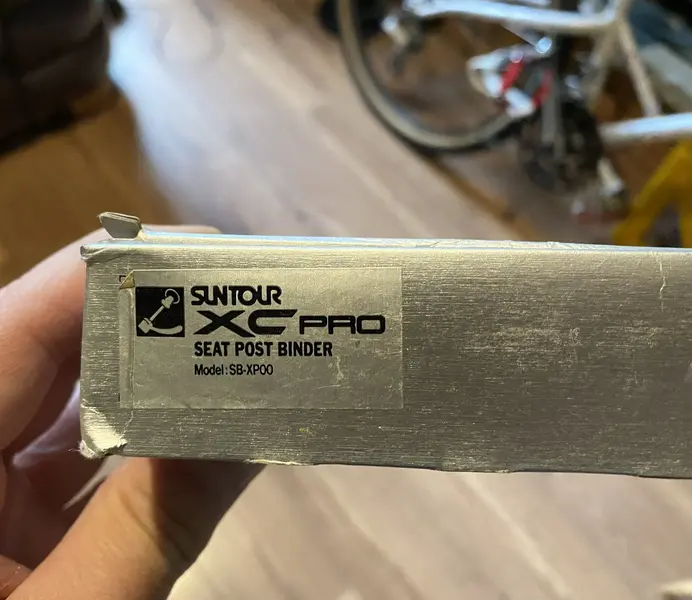 SUNTOUR
XC PRO
SEAT POST BINDER
Model:SB-XP00